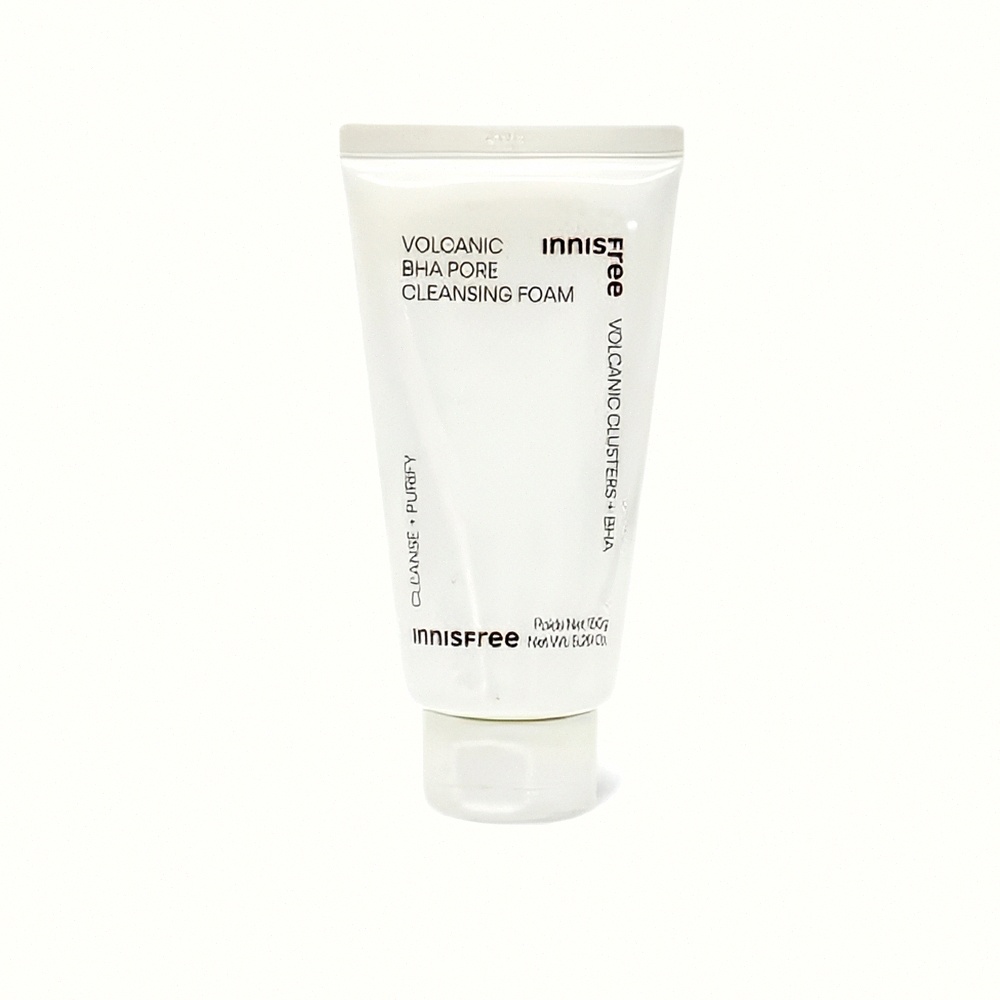 VOLCANIC
BHA PORE
CLEANSING FOAM
INNISFree
VOLCANIC CLUSTERS + BHA
CLEANSE + PURIFY
INNISFree